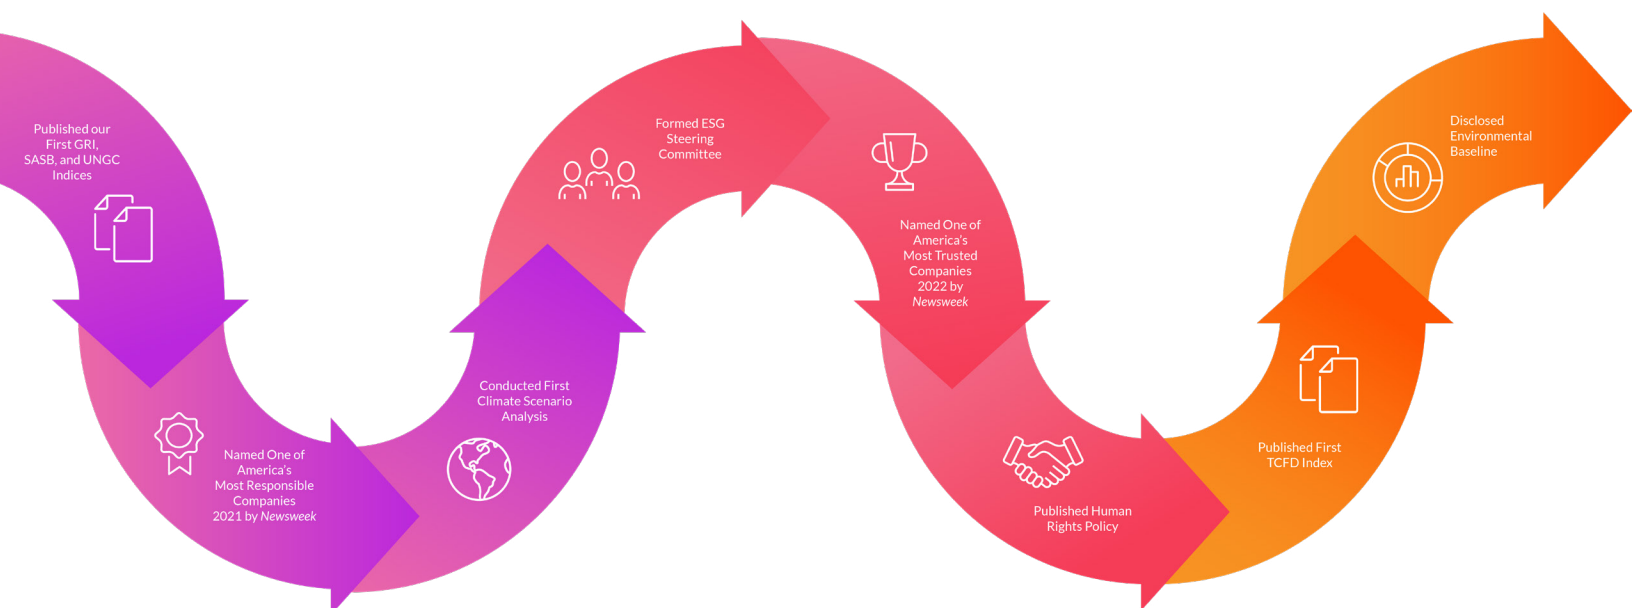 Published our
First GRI,
SASB, and UNGC
Indices
Named One of
America's
Most Responsible
Companies
2021 by Newsweek
Conducted First
Climate Scenario
Analysis
Formed ESG
Steering
Committee
Named One of
America's
Most Trusted
Companies
2022 by
Newsweek
Published Human
Rights Policy
Published First
TCFD Index
Disclosed
Environmental
Baseline